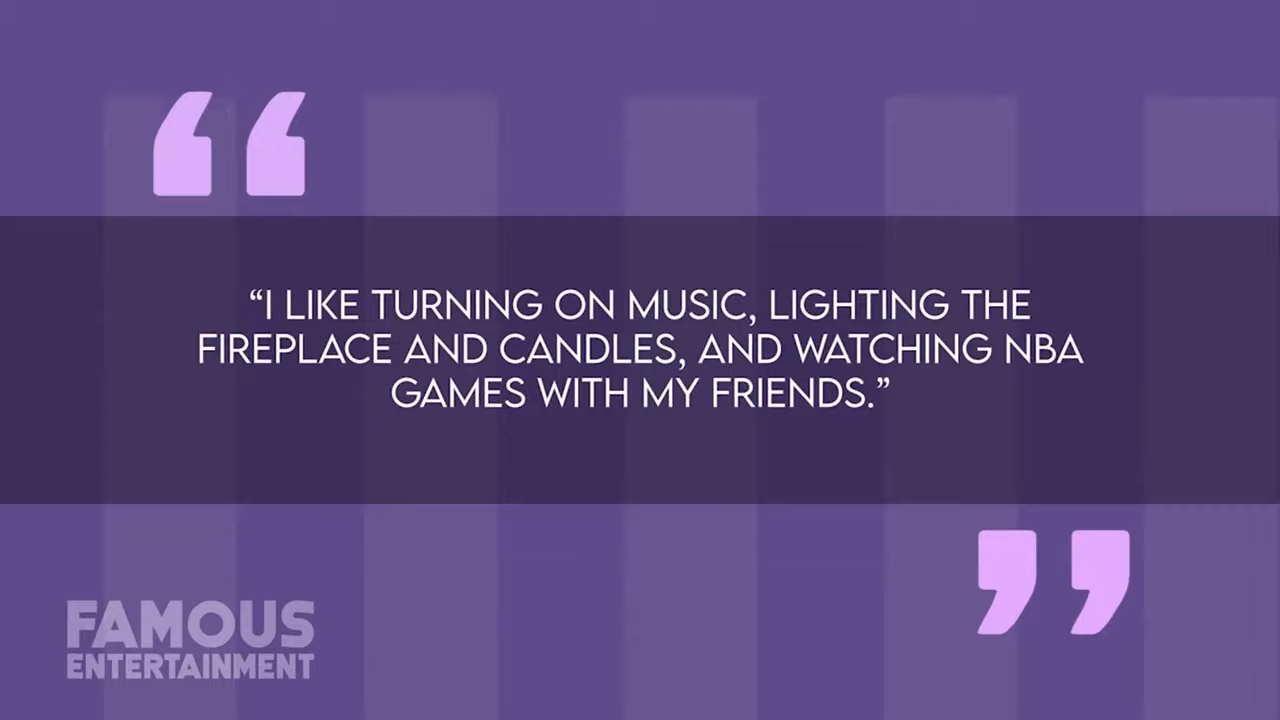 “I LIKE TURNING ON MUSIC, LIGHTING THE
FIREPLACE AND CANDLES, AND WATCHING NBA
GAMES WITH MY FRIENDS.”
FAMOUS
ENTERTAINMENT